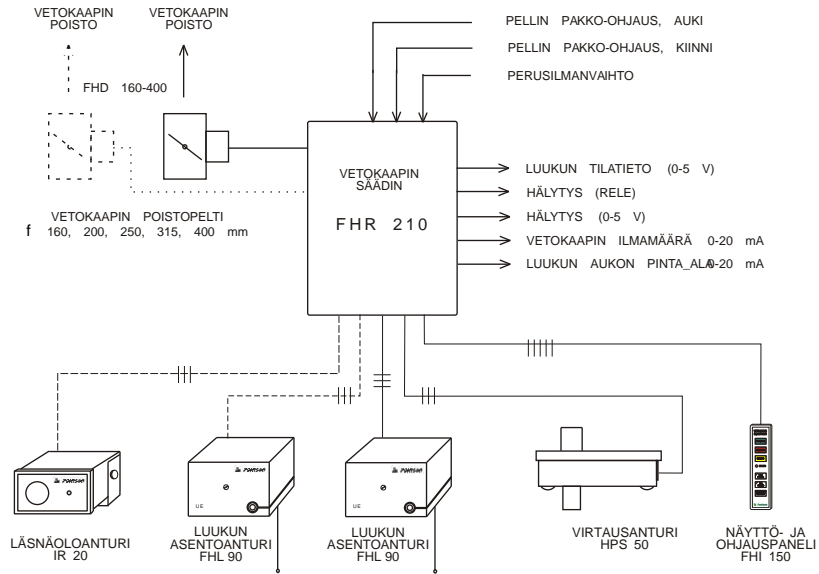 VETOKAAPIN
POISTO
VETOKAAPIN
POISTO
FHD 160-400
PELLIN PAKKO-OHJAUS, AUKI
PELLIN PAKKO-OHJAUS, KIINNI
PERUSILMANVAIHTO
VETOKAAPIN
SÄÄDIN
FHR 210
LUUKUN TILATIETO (0-5 V)
HÄLYTYS (RELE)
HÄLYTYS (0-5 V)
VETOKAAPIN ILMAMÄÄRÄ 0-20 mA
LUUKUN AUKON PINTA_ALA 0-20 mA
VETOKAAPIN POISTOPELTI
f 160, 200, 250, 315, 400 mm
UE
UE
LÄSNÄOLOANTURI
IR 20
LUUKUN
ASENTOANTURI
FHL 90
LUUKUN
ASENTOANTURI
FHL 90
VIRTAUSANTURI
HPS 50
NÄYTTÖ- JA
OHJAUSPANELI
FHI 150